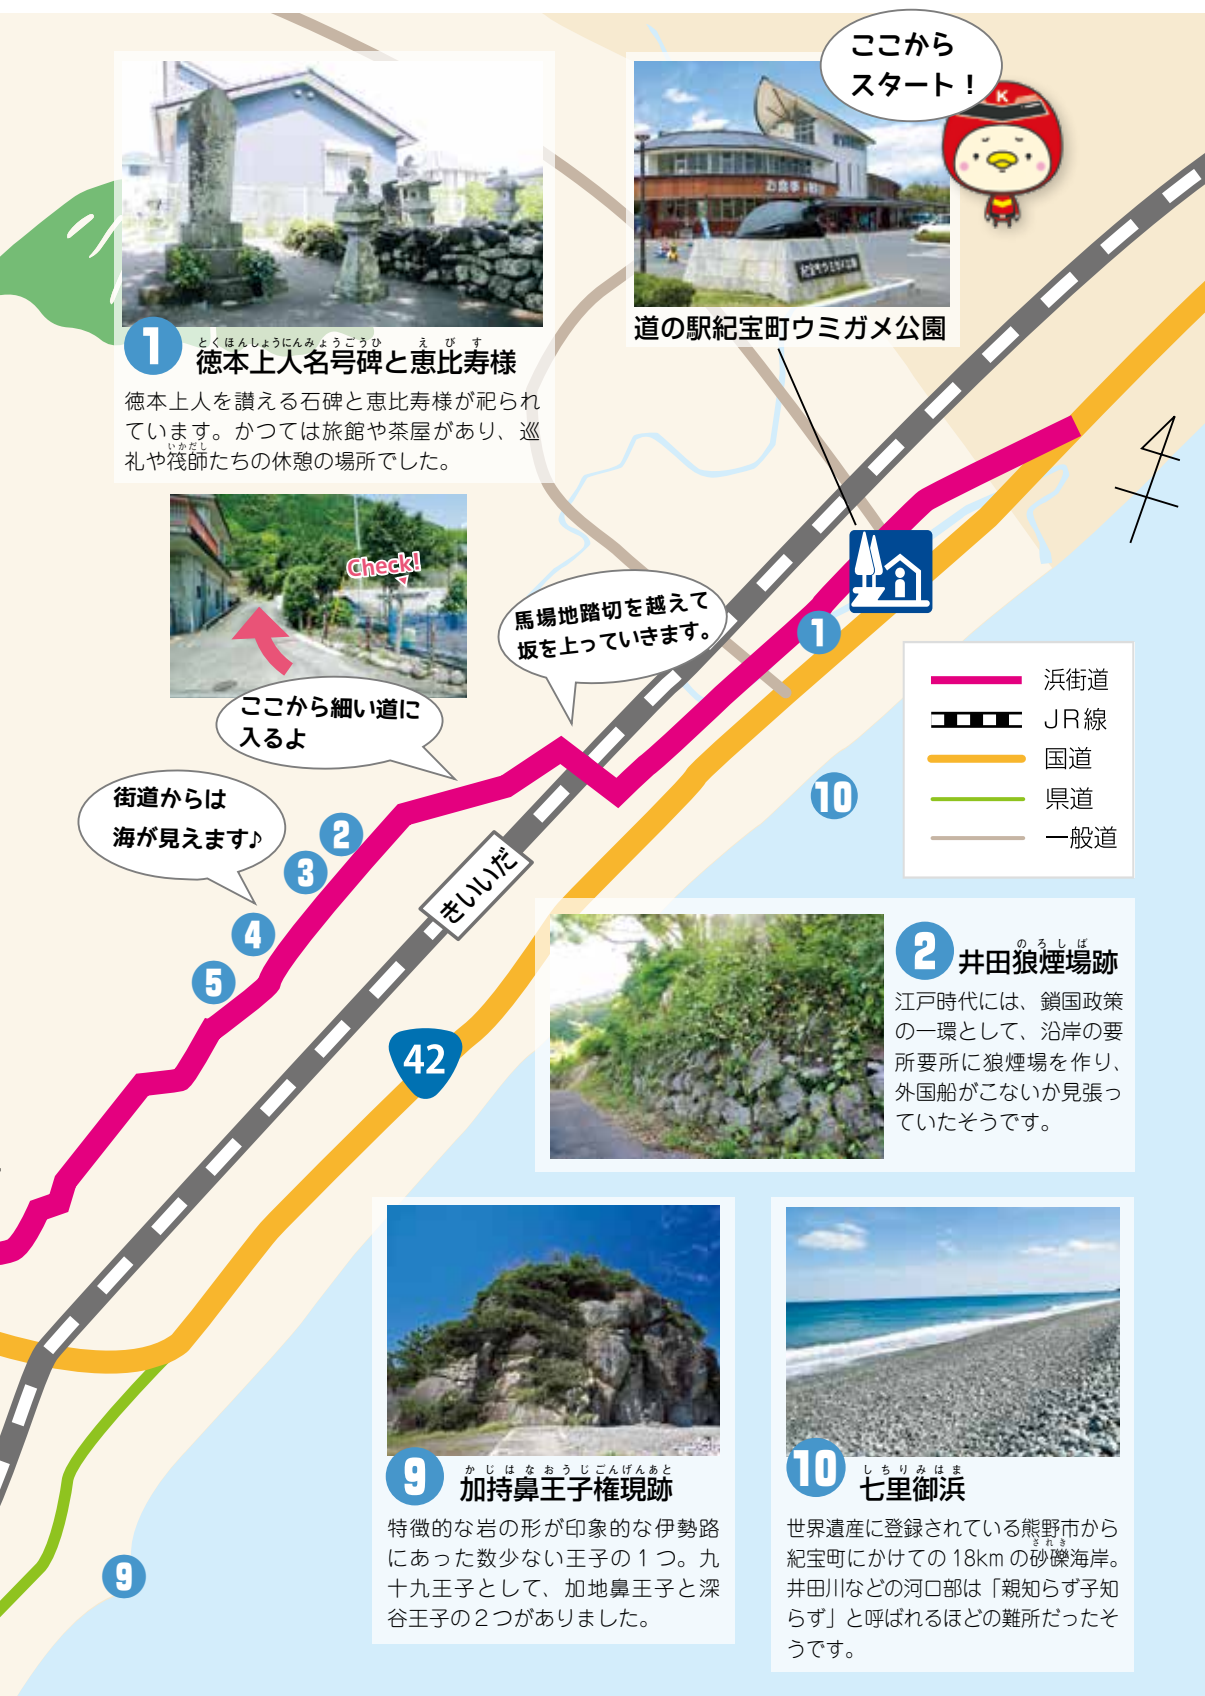 ここから
スタート！
K
お食事
紀宝町ウミガメ公園
道の駅紀宝町ウミガメ公園
1
とくほんしょうにんみょうごうひ　えびす
徳本上人名号碑と恵比寿様
徳本上人を讃える石碑と恵比寿様が祀られ
ています。かつては旅館や茶屋があり、巡
いかだし
礼や筏師たちの休憩の場所でした。
Check!
馬場地踏切を越えて
坂を上っていきます。
ここから細い道に
入るよ
街道からは
海が見えます♪
1
2
3
4
5
10
9
きいいだ
42
浜街道
JR線
国道
県道
一般道
2
のろしば
井田狼煙場跡
江戸時代には、鎖国政策
の一環として、沿岸の要
所要所に狼煙場を作り、
外国船がこないか見張っ
ていたそうです。
9
かじはなおうじごんげんあと
加持鼻王子権現跡
特徴的な岩の形が印象的な伊勢路
にあった数少ない王子の１つ。九
十九王子として、加地鼻王子と深
谷王子の２つがありました。
10
しちりみはま
七里御浜
世界遺産に登録されている熊野市から
されき
紀宝町にかけての18kmの砂礫海岸。
井田川などの河口部は「親知らず子知
らず」と呼ばれるほどの難所だったそ
うです。